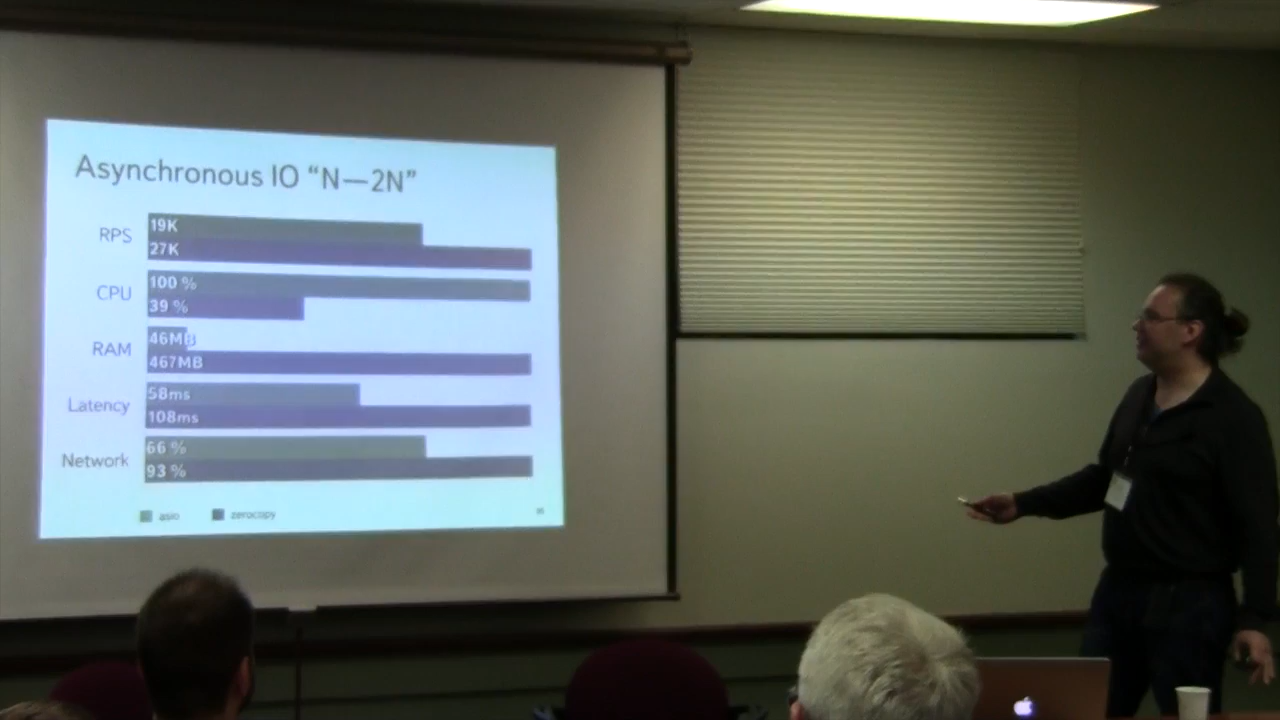 Asynchronous IO “N—2N”
RPS
19K
27K
CPU
100 %
39 %
RAM
46MB
467MB
Latency
58ms
108ms
Network
66 %
93 %
asio
zerocopy